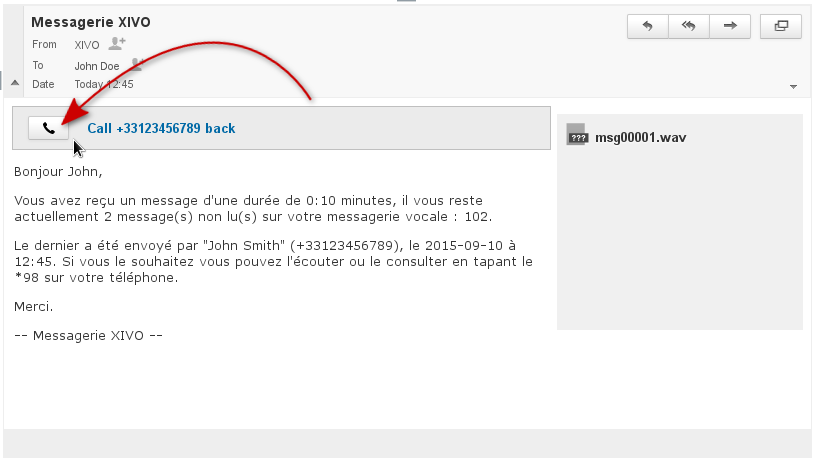 Messagerie XIVO
From XIVO
To John Doe
Date Today 12:45
Call +33123456789 back
??? msg00001.wav
Bonjour John,
Vous avez reçu un message d'une durée de 0:10 minutes, il vous reste
actuellement 2 message(s) non lu(s) sur votre messagerie vocale : 102.
Le dernier a été envoyé par "John Smith" (+33123456789), le 2015-09-10 à
12:45. Si vous le souhaitez vous pouvez l'écouter ou le consulter en tapant le
*98 sur votre téléphone.
Merci.
-- Messagerie XIVO --